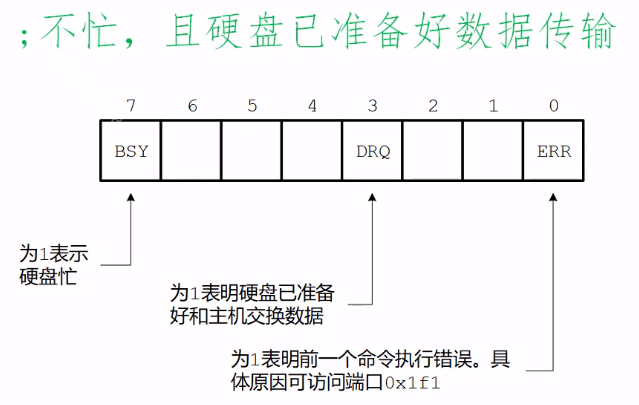 ;不忙，且硬盘已准备好数据传输
7 6 5 4 3 2 1 0
BSY DRQ ERR
为1表示
硬盘忙
为1表明硬盘已准备
好和主机交换数据
为1表明前一个命令执行错误。具
体原因可访问端口0x1f1